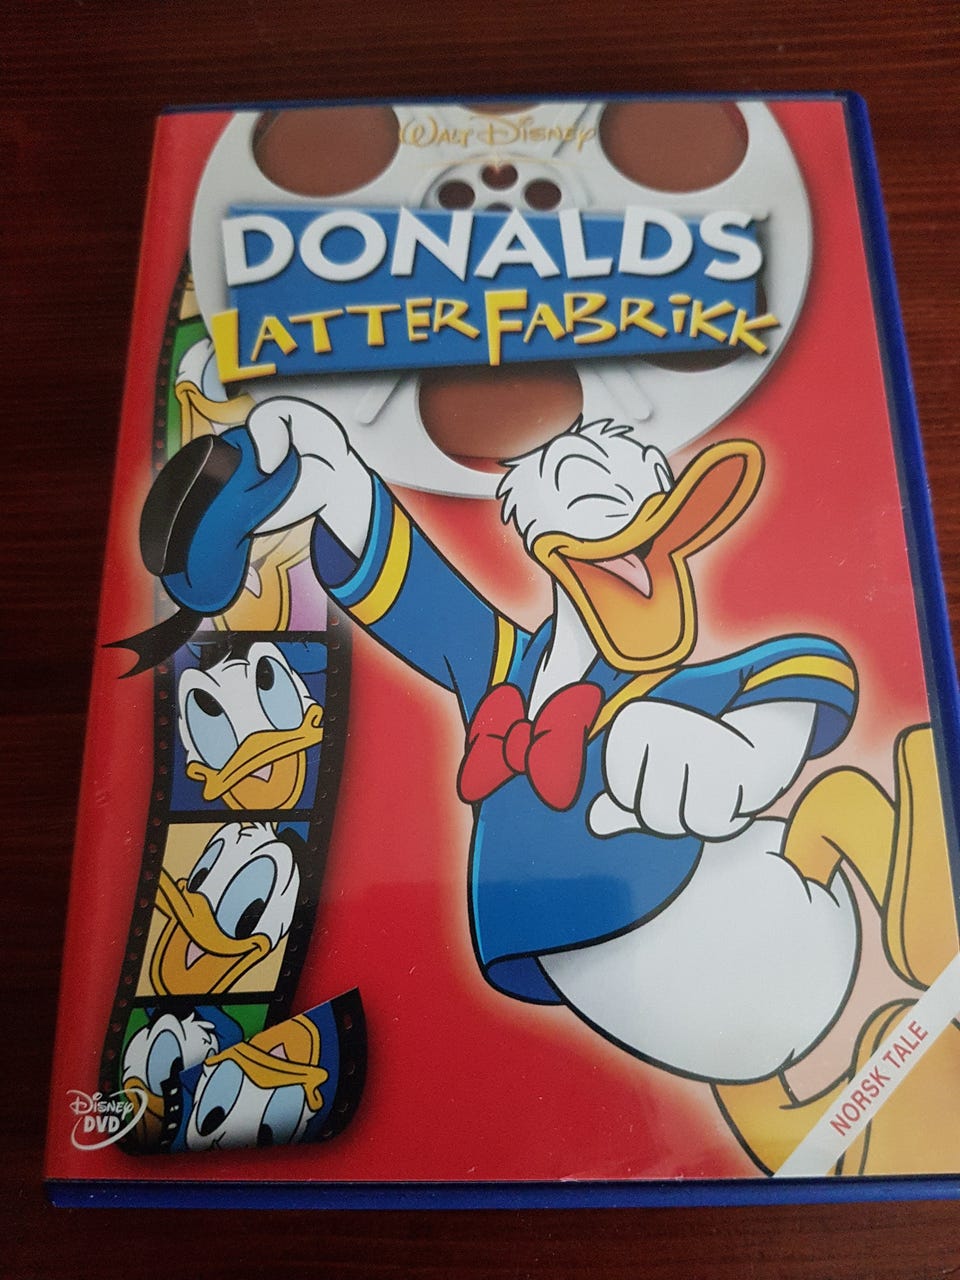 WALT DISNEY
DONALDS
LATTERFABRIKK
DISNEY
DVD
NORSK TALE